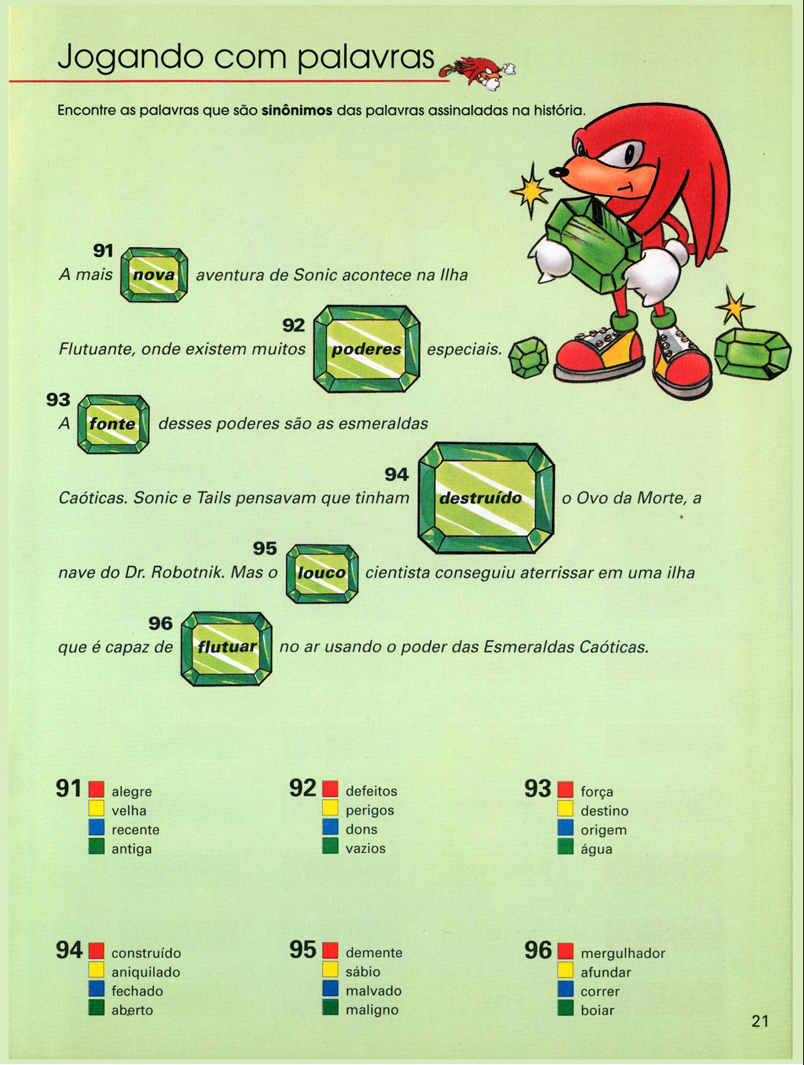 Jogando com palavras
Encontre as palavras que são sinônimos das palavras assinaladas na história.
91
A mais nova aventura de Sonic acontece na Ilha
92
Flutuante, onde existem muitos poderes especiais.
93
A fonte desses poderes são as esmeraldas
94
Caóticas. Sonic e Tails pensavam que tinham destruído o Ovo da Morte, a
95
nave do Dr. Robotnik. Mas o louco cientista conseguiu aterrissar em uma ilha
96
que é capaz de flutuar no ar usando o poder das Esmeraldas Caóticas.
91
alegre
velha
recente
antiga
92
defeitos
perigos
dons
vazios
93
força
destino
origem
água
94
construído
aniquilado
fechado
aberto
95
demente
sábio
malvado
maligno
96
mergulhador
afundar
correr
boiar
21